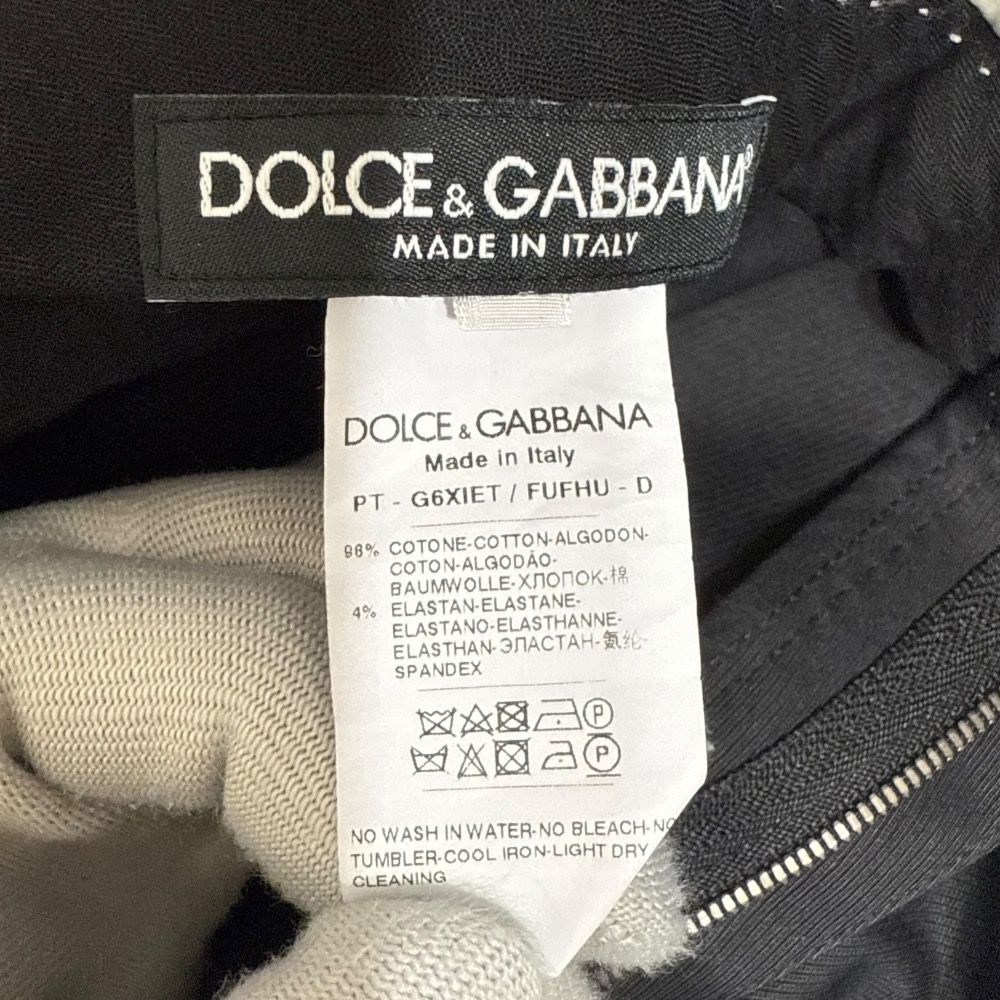 DOLCE & GABBANA®
MADE IN ITALY
DOLCE & GABBANA
Made in Italy
PT - G6XIET / FUFHU - D
96% COTONE-COTTON-ALGODON-
COTON-ALGODÃO-
BAUMWOLLE-ХЛОПОК-棉
4% ELASTAN-ELASTANE-
ELASTANO-ELASTHANNE-
ELASTHAN-ЭЛАСТАН-氨纶-
SPANDEX
P
P
NO WASH IN WATER-NO BLEACH-NO
TUMBLER-COOL IRON-LIGHT DRY
CLEANING